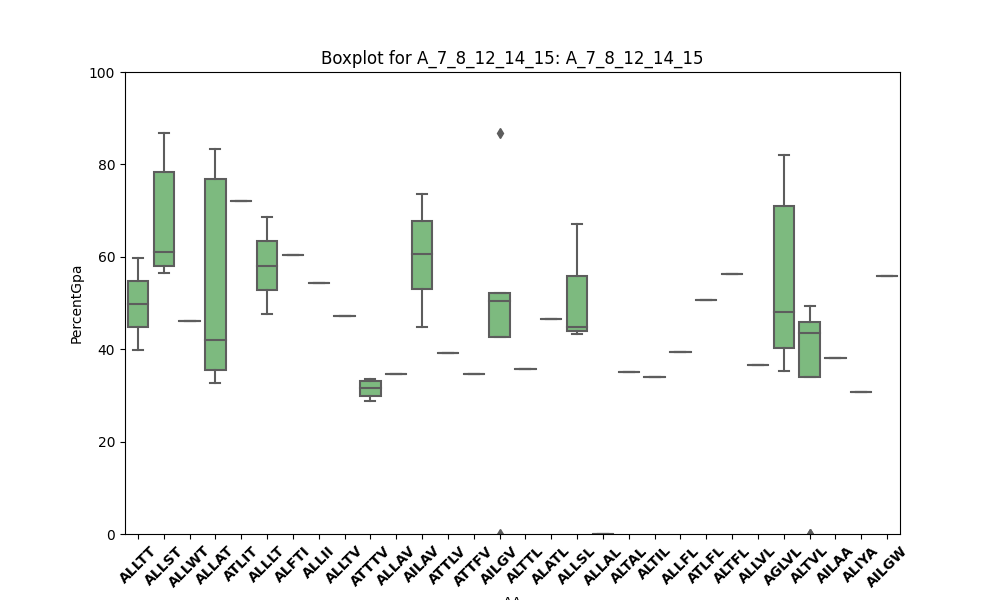 Boxplot for A_7_8_12_14_15: A_7_8_12_14_15
PercentGpa
100
80
60
40
20
0
ALLTT
ALLST
ALLWT
ALLAT
ATLIT
ALLLT
ALFTI
ALLII
ALLTV
ATTTV
ALLAV
AILAV
ATTLV
ATTFV
AILGV
ALTTL
ALATL
ALLSL
ALLAL
ALTAL
ALTIL
ALLFL
ATLFL
ALTFL
ALLVL
AGLVL
ALTVL
AILAA
ALIYA
AILGW